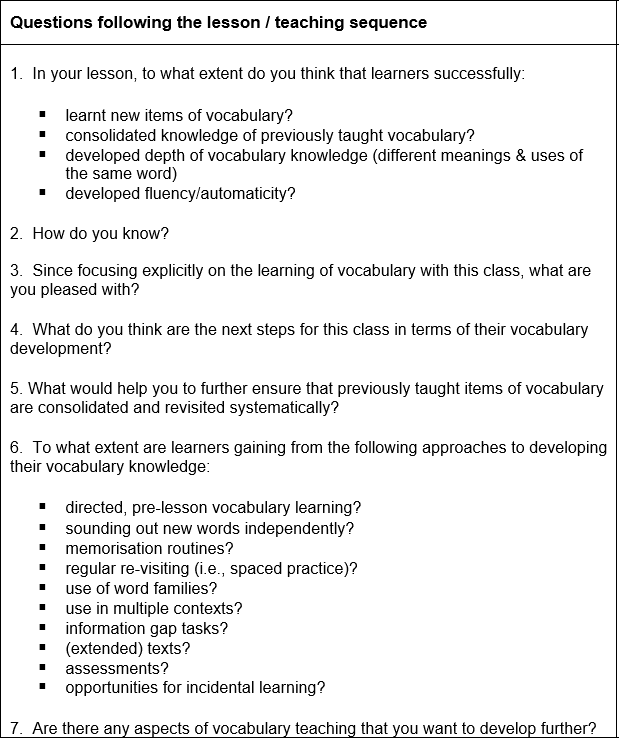 Questions following the lesson / teaching sequence
1. In your lesson, to what extent do you think that learners successfully:
▪ learnt new items of vocabulary?
▪ consolidated knowledge of previously taught vocabulary?
▪ developed depth of vocabulary knowledge (different meanings & uses of
the same word)
▪ developed fluency/automaticity?
2. How do you know?
3. Since focusing explicitly on the learning of vocabulary with this class, what are
you pleased with?
4. What do you think are the next steps for this class in terms of their vocabulary
development?
5. What would help you to further ensure that previously taught items of vocabulary
are consolidated and revisited systematically?
6. To what extent are learners gaining from the following approaches to developing
their vocabulary knowledge:
▪ directed, pre-lesson vocabulary learning?
▪ sounding out new words independently?
▪ memorisation routines?
▪ regular re-visiting (i.e., spaced practice)?
▪ use of word families?
▪ use in multiple contexts?
▪ information gap tasks?
▪ (extended) texts?
▪ assessments?
▪ opportunities for incidental learning?
7. Are there any aspects of vocabulary teaching that you want to develop further?